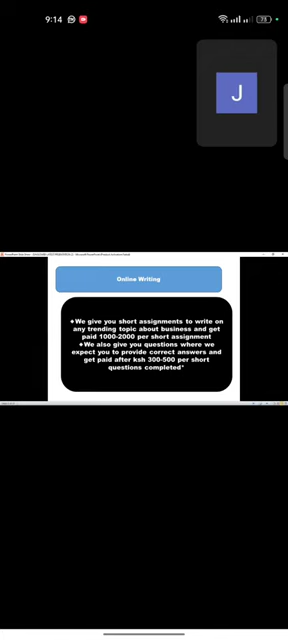 9:14
73
J
Online Writing
♦We give you short assignments to write on
any trending topic about business and get
paid 1000-2000 per short assignment
♦We also give you questions where we
expect you to provide correct answers and
get paid after ksh 300-500 per short
questions completed*